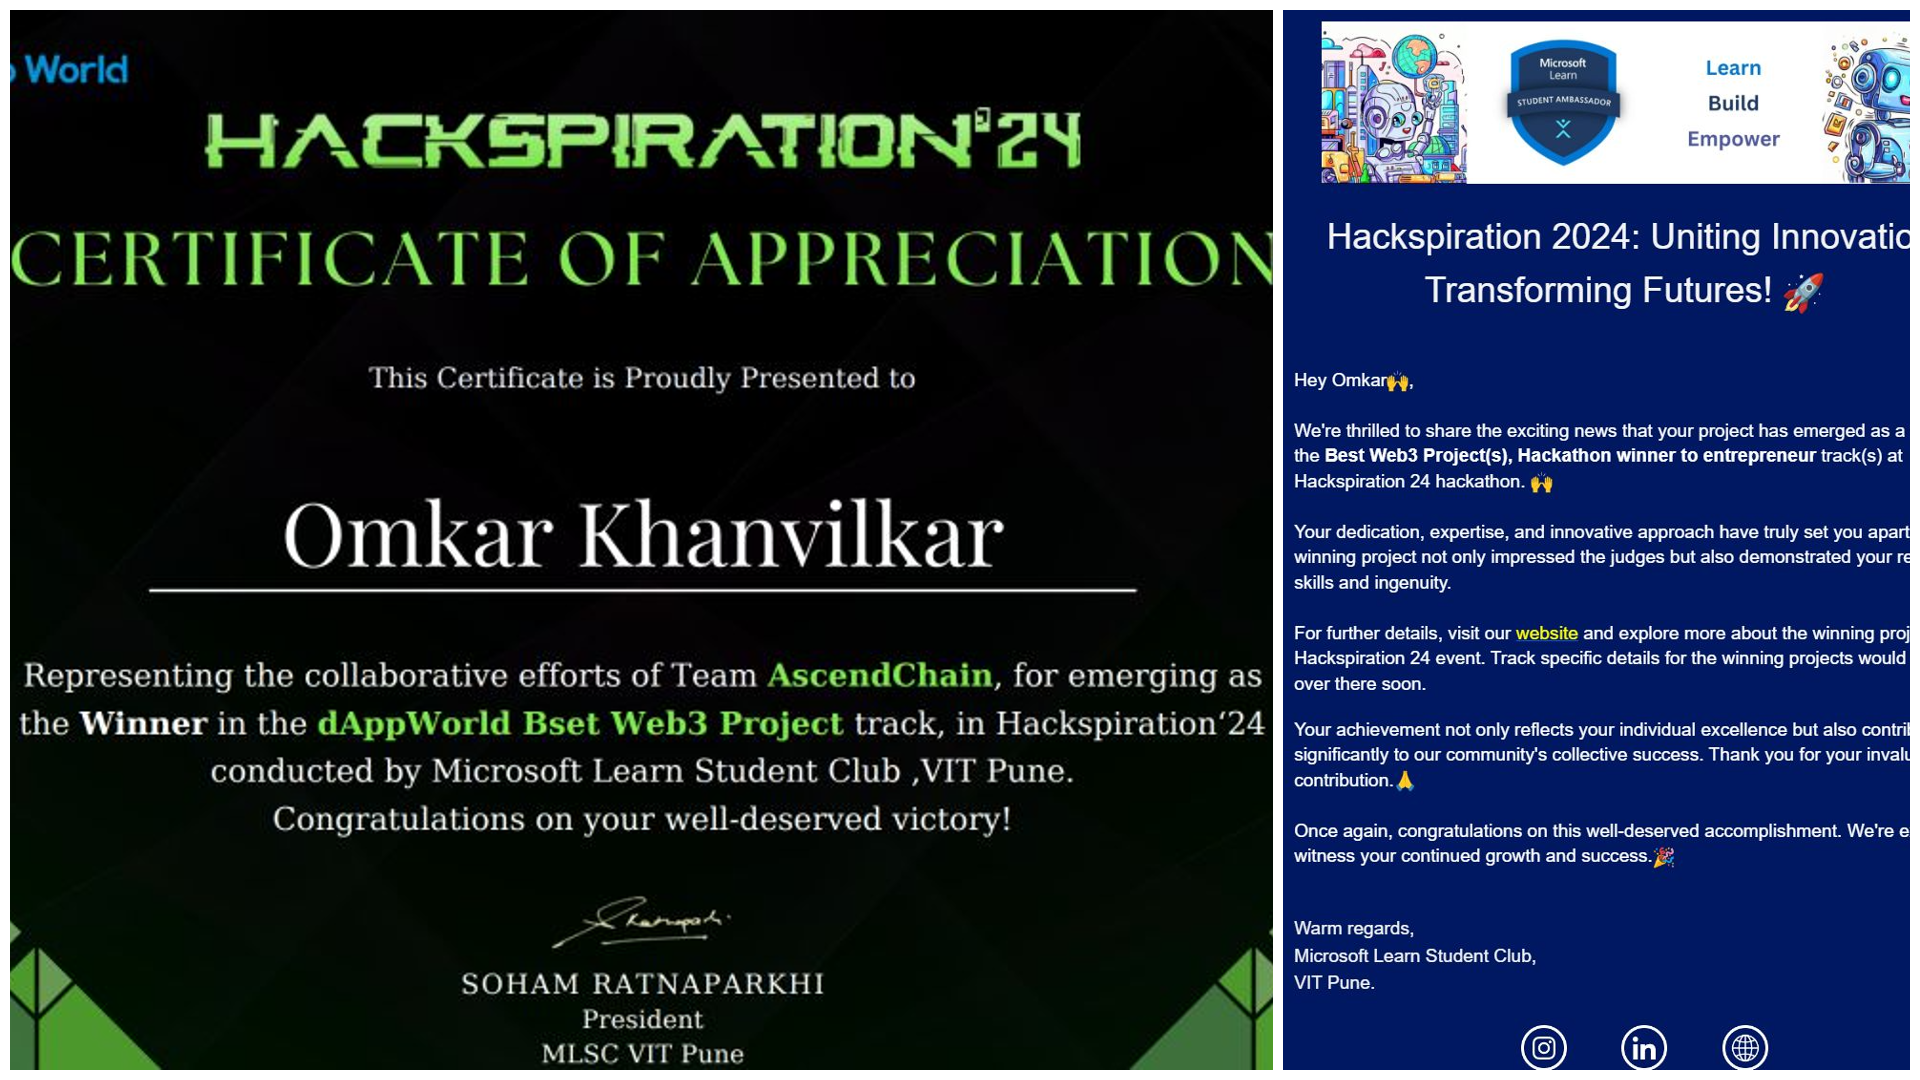 World
HACKSPIRATION'24
CERTIFICATE OF APPRECIATION
This Certificate is Proudly Presented to
Omkar Khanvilkar
Representing the collaborative efforts of Team AscendChain, for emerging as
the Winner in the dAppWorld Bset Web3 Project track, in Hackspiration‘24
conducted by Microsoft Learn Student Club ,VIT Pune.
Congratulations on your well-deserved victory!
SOHAM RATNAPARKHI
President
MLSC VIT Pune
Microsoft
Learn
STUDENT AMBASSADOR
Learn
Build
Empower
Hackspiration 2024: Uniting Innovatio
Transforming Futures! 🚀
Hey Omkar🙌,
We're thrilled to share the exciting news that your project has emerged as a
the Best Web3 Project(s), Hackathon winner to entrepreneur track(s) at
Hackspiration 24 hackathon. 🙌
Your dedication, expertise, and innovative approach have truly set you apart
winning project not only impressed the judges but also demonstrated your re
skills and ingenuity.
For further details, visit our website and explore more about the winning proj
Hackspiration 24 event. Track specific details for the winning projects would
over there soon.
Your achievement not only reflects your individual excellence but also contrib
significantly to our community's collective success. Thank you for your invalu
contribution.🙏
Once again, congratulations on this well-deserved accomplishment. We're e
witness your continued growth and success.🎉
Warm regards,
Microsoft Learn Student Club,
VIT Pune.
in